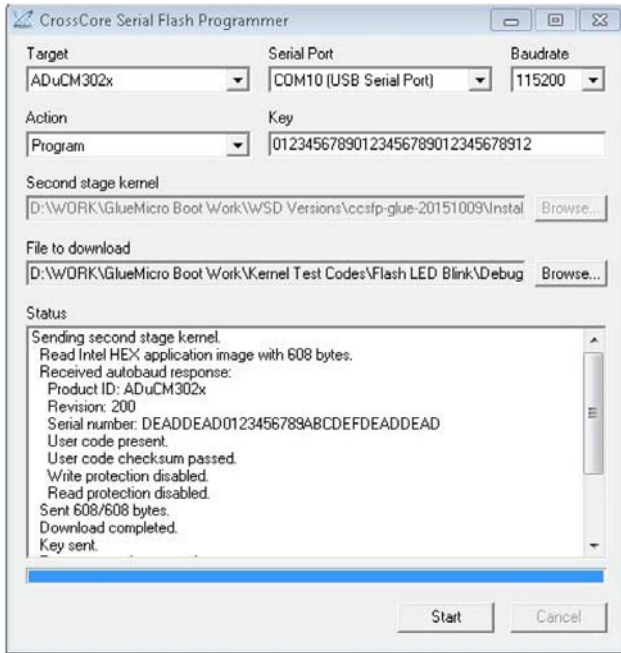 CrossCore Serial Flash Programmer
Target Serial Port Baudrate
ADuCM302x COM10 (USB Serial Port) 115200
Action Key
Program 01234567890123456789012345678912
Second stage kernel
D:\WORK\GlueMicro Boot Work\WSD Versions\ccsfp-glue-20151009\Instal Browse...
File to download
D:\WORK\GlueMicro Boot Work\Kernel Test Codes\Flash LED Blink\Debug Browse...
Status
Sending second stage kernel.
Read Intel HEX application image with 608 bytes.
Received autobaud response:
Product ID: ADuCM302x
Revision: 200
Serial number: DEADDEAD0123456789ABCDEFDEADDEAD
User code present.
User code checksum passed.
Write protection disabled.
Read protection disabled.
Sent 608/608 bytes.
Download completed.
Key sent.
Start Cancel